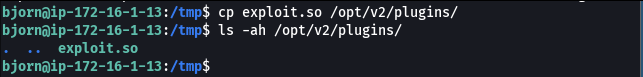 bjorn@ip-172-16-1-13:/tmp$ cp exploit.so /opt/v2/plugins/
bjorn@ip-172-16-1-13:/tmp$ ls -ah /opt/v2/plugins/
.  ..  exploit.so
bjorn@ip-172-16-1-13:/tmp$